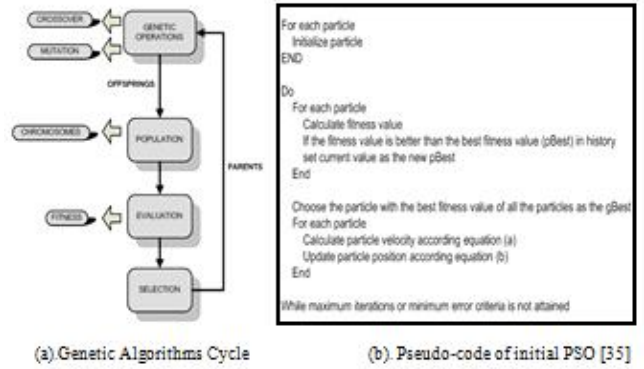 CROSSOVER
GENETIC
OPERATIONS
MUTATION
OFFSPRINGS
CHROMOSOMES
POPULATION
PARENTS
FITNESS
EVALUATION
SELECTION
(a).Genetic Algorithms Cycle
For each particle
Initialize particle
END
Do
For each particle
Calculate fitness value
If the fitness value is better than the best fitness value (pBest) in history
set current value as the new pBest
End
Choose the particle with the best fitness value of all the particles as the gBest
For each particle
Calculate particle velocity according equation (a)
Update particle position according equation (b)
End
While maximum iterations or minimum error criteria is not attained
(b). Pseudo-code of initial PSO [35]